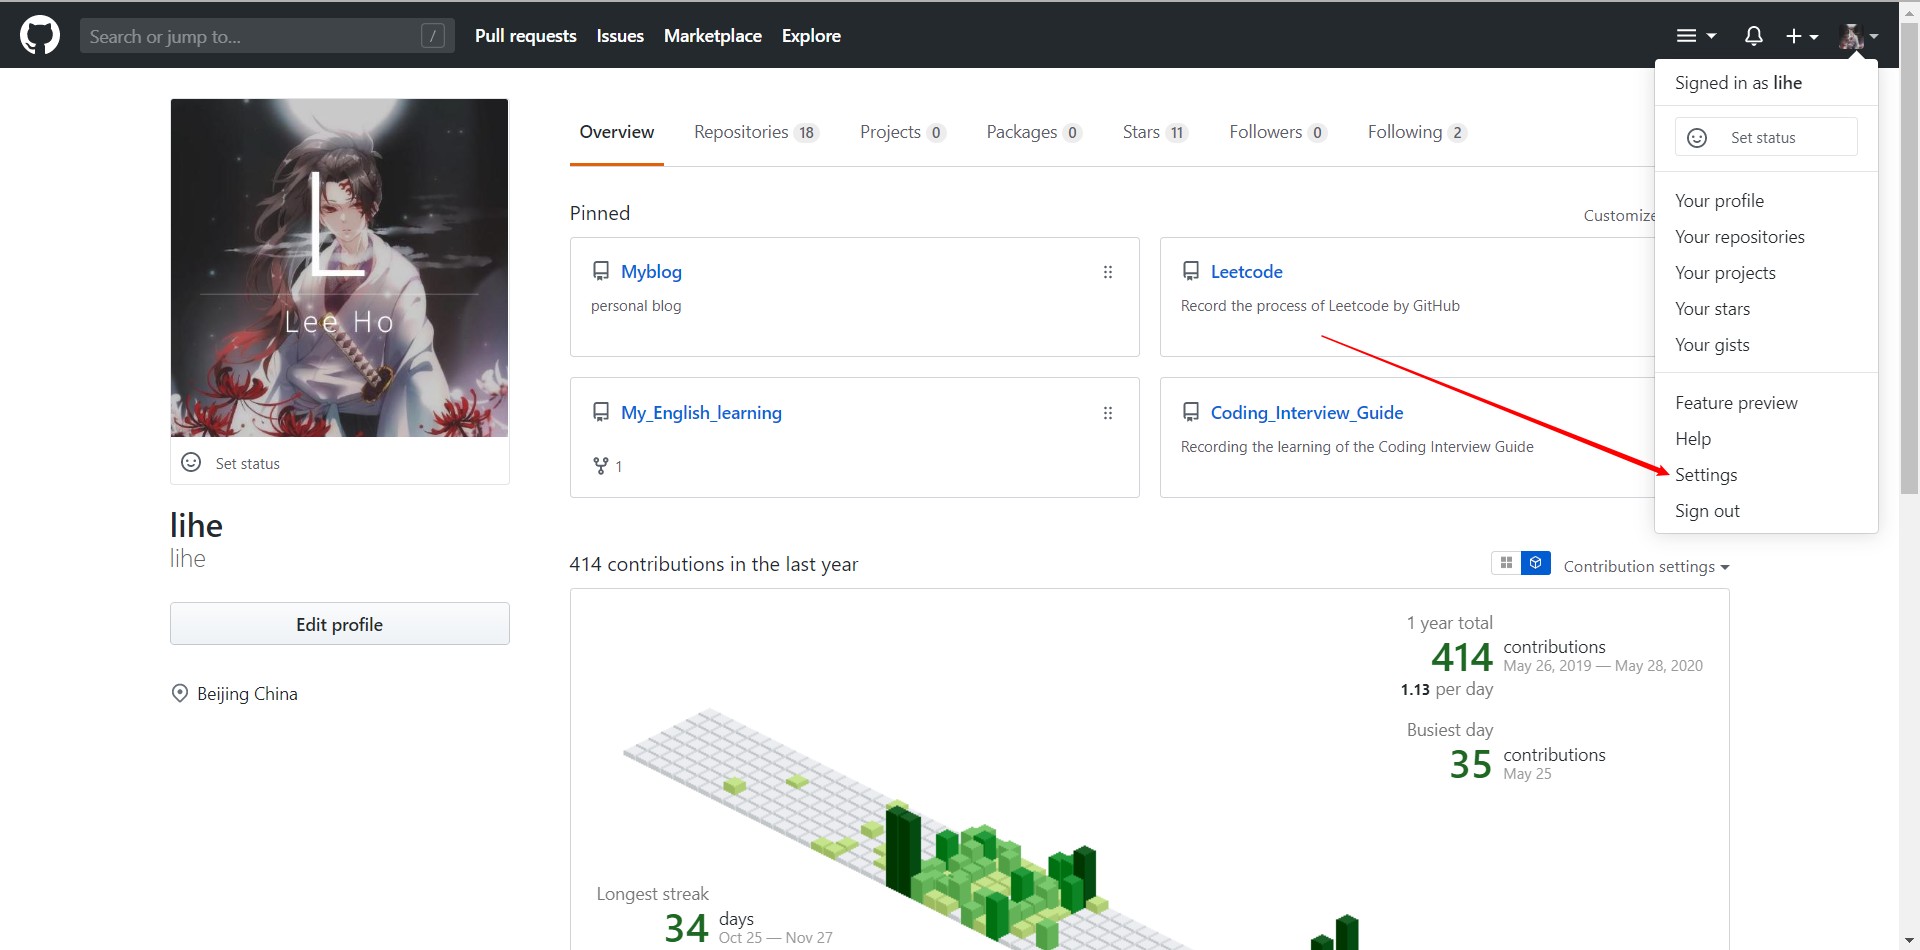 Search or jump to... /
Pull requests Issues Marketplace Explore
Signed in as lihe
Set status
Your profile
Your repositories
Your projects
Your stars
Your gists
Feature preview
Help
Settings
Sign out
L
Lee Ho
Set status
lihe
lihe
Edit profile
Beijing China
Overview Repositories 18 Projects 0 Packages 0 Stars 11 Followers 0 Following 2
Pinned
Customize
Myblog
personal blog
Leetcode
Record the process of Leetcode by GitHub
My_English_learning
1
Coding_Interview_Guide
Recording the learning of the Coding Interview Guide
414 contributions in the last year
Contribution settings
1 year total
414 contributions
May 26, 2019 — May 28, 2020
1.13 per day
Busiest day
35 contributions
May 25
Longest streak
34 days
Oct 25 — Nov 27